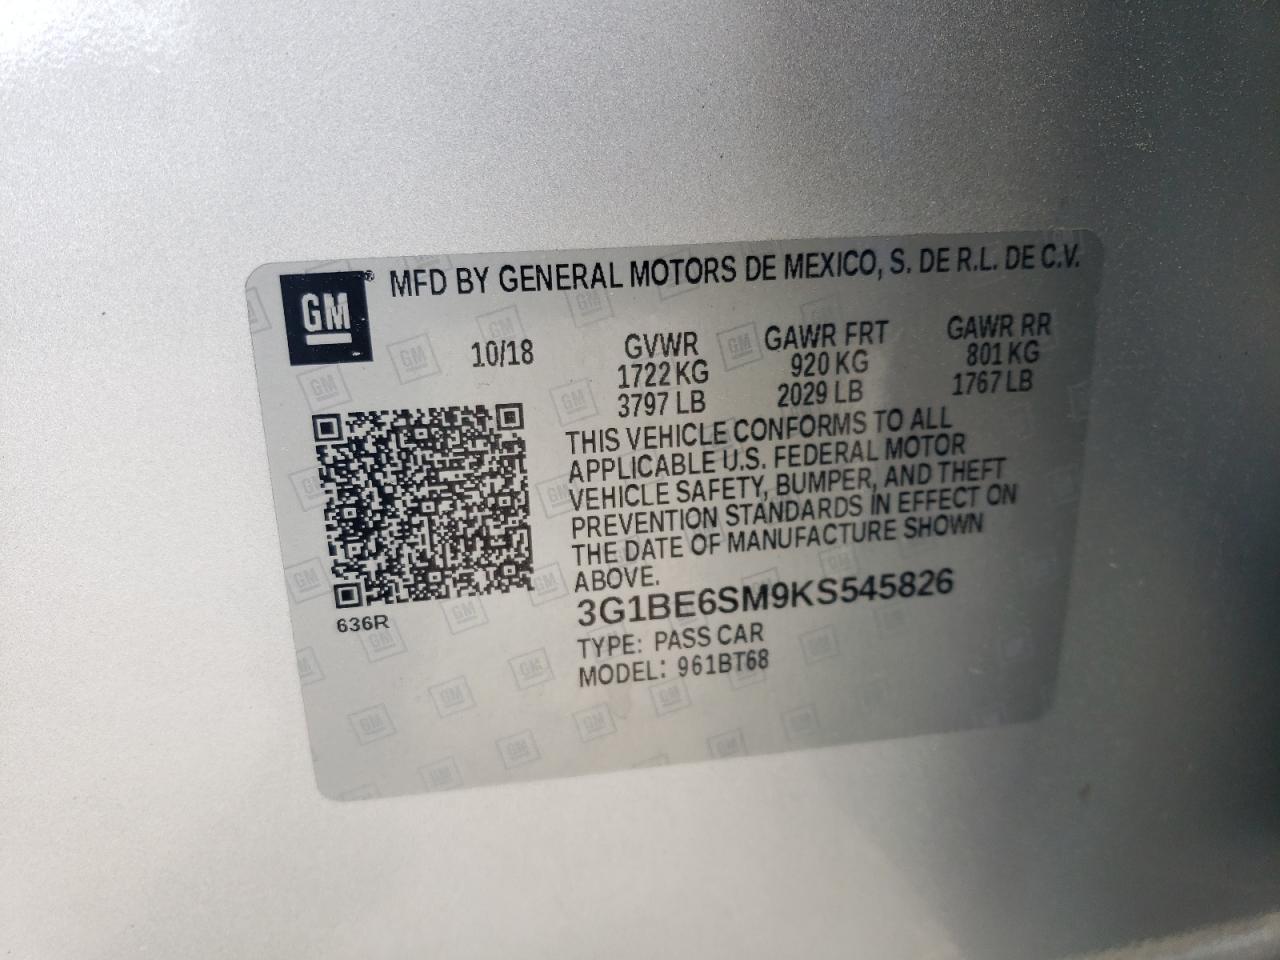 GM® MFD BY GENERAL MOTORS DE MEXICO, S. DE R.L. DE C.V.
10/18
GVWR GAWR FRT GAWR RR
1722 KG 920 KG 801 KG
3797 LB 2029 LB 1767 LB
THIS VEHICLE CONFORMS TO ALL
APPLICABLE U.S. FEDERAL MOTOR
VEHICLE SAFETY, BUMPER, AND THEFT
PREVENTION STANDARDS IN EFFECT ON
THE DATE OF MANUFACTURE SHOWN
ABOVE.
3G1BE6SM9KS545826
636R
TYPE: PASS CAR
MODEL: 961BT68